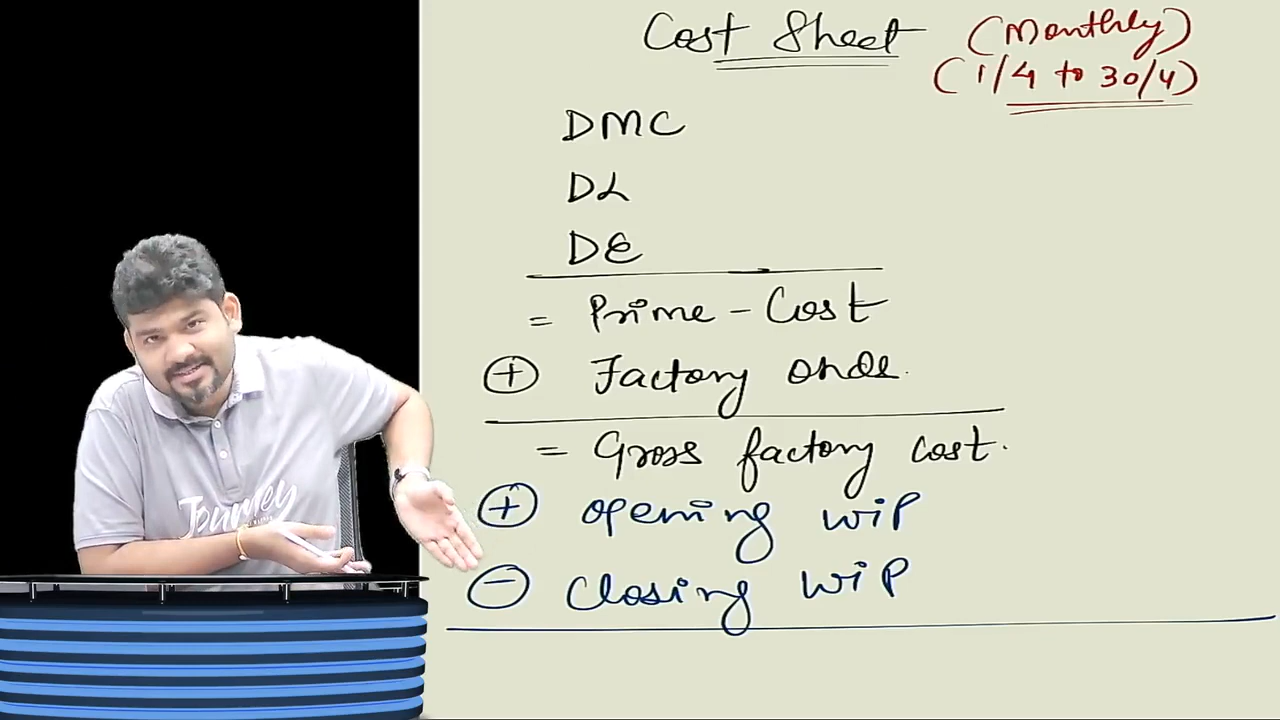 Cost Sheet (Monthly)
(1/4 to 30/4)
DMC
DL
DE
= Prime - Cost
+ Factory
= Gross factory cost.
+ opening WIP
- closing WIP
Journey